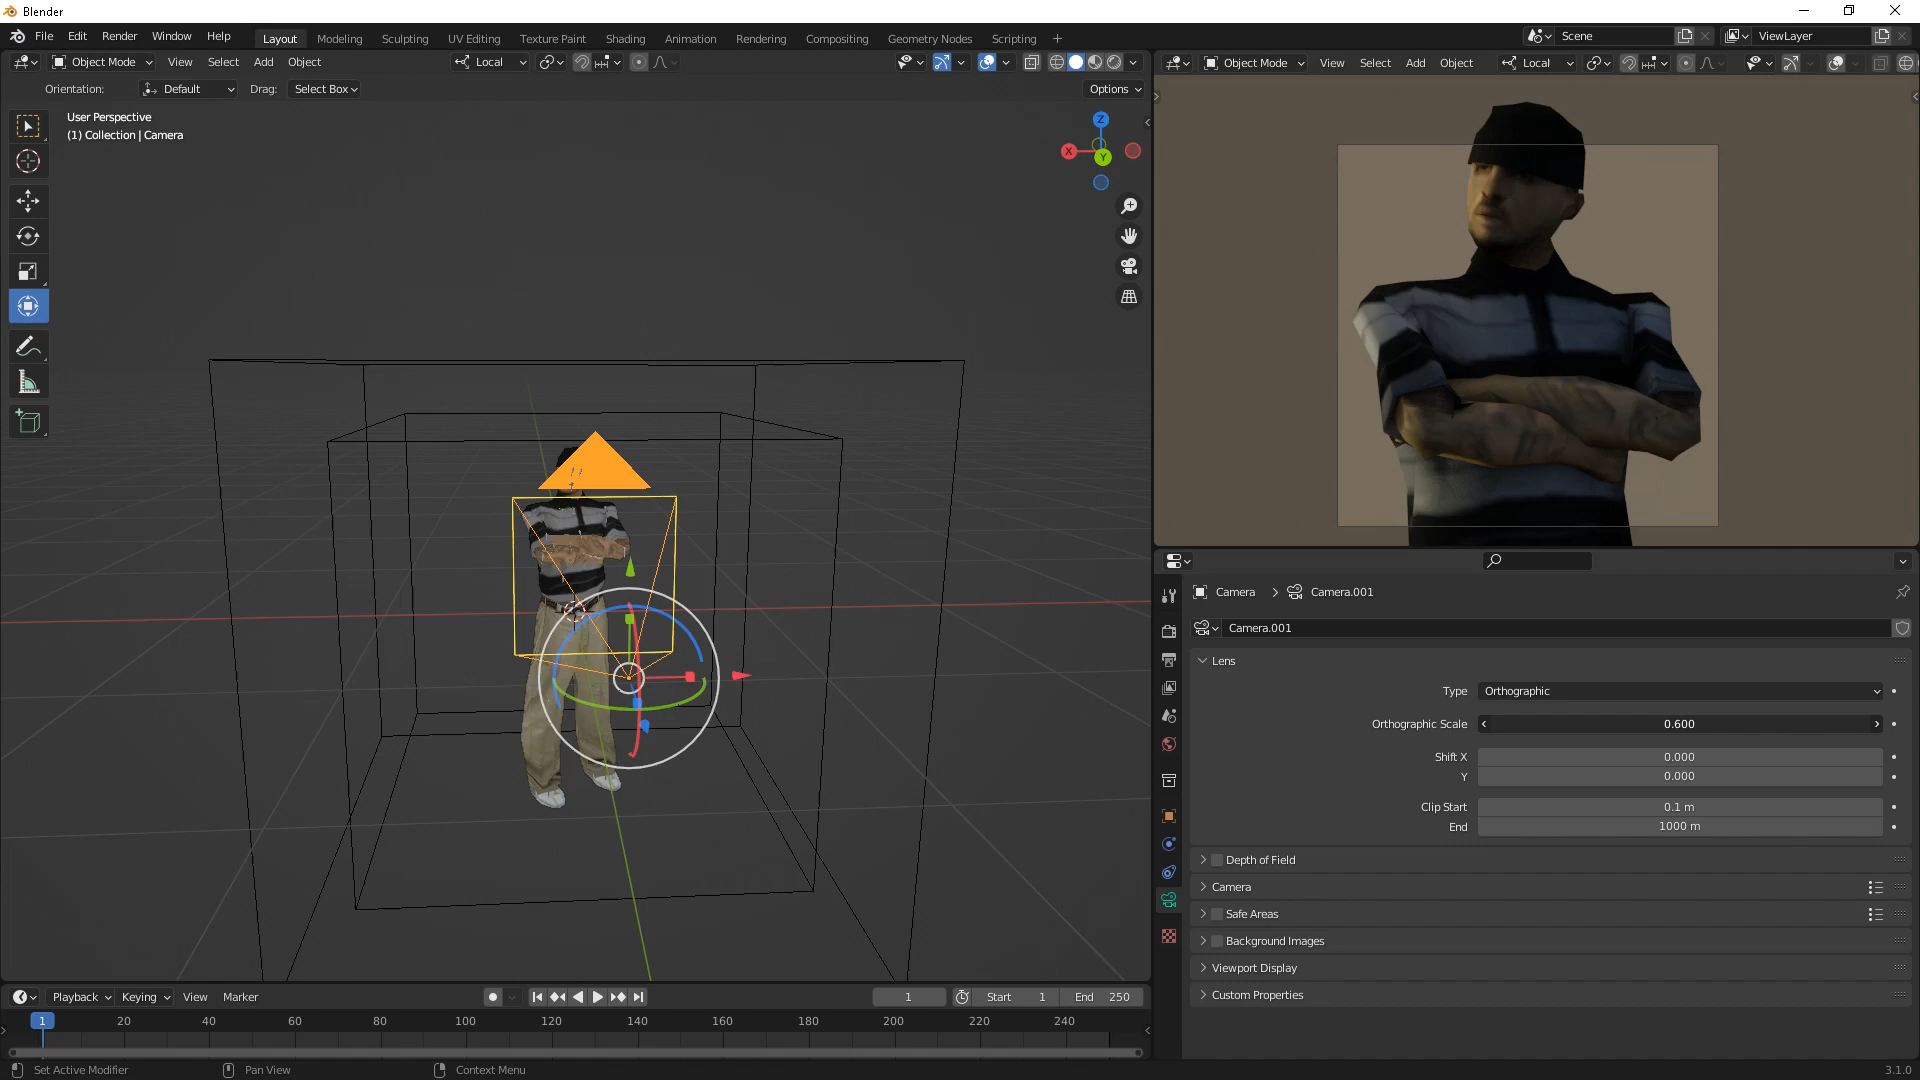 Blender
File Edit Render Window Help Layout Modeling Sculpting UV Editing Texture Paint Shading Animation Rendering Compositing Geometry Nodes Scripting + Scene ViewLayer
Object Mode View Select Add Object Local
Orientation: Default Drag: Select Box Options
User Perspective
(1) Collection | Camera
Z
X
Y
Object Mode View Select Add Object Local
Camera > Camera.001
Camera.001
Lens
Type Orthographic
Orthographic Scale 0.600
Shift X 0.000
Y 0.000
Clip Start 0.1 m
End 1000 m
Depth of Field
Camera
Safe Areas
Background Images
Viewport Display
Custom Properties
Playback Keying View Marker 1 Start 1 End 250
1 20 40 60 80 100 120 140 160 180 200 220 240
Set Active Modifier Pan View Context Menu 3.1.0